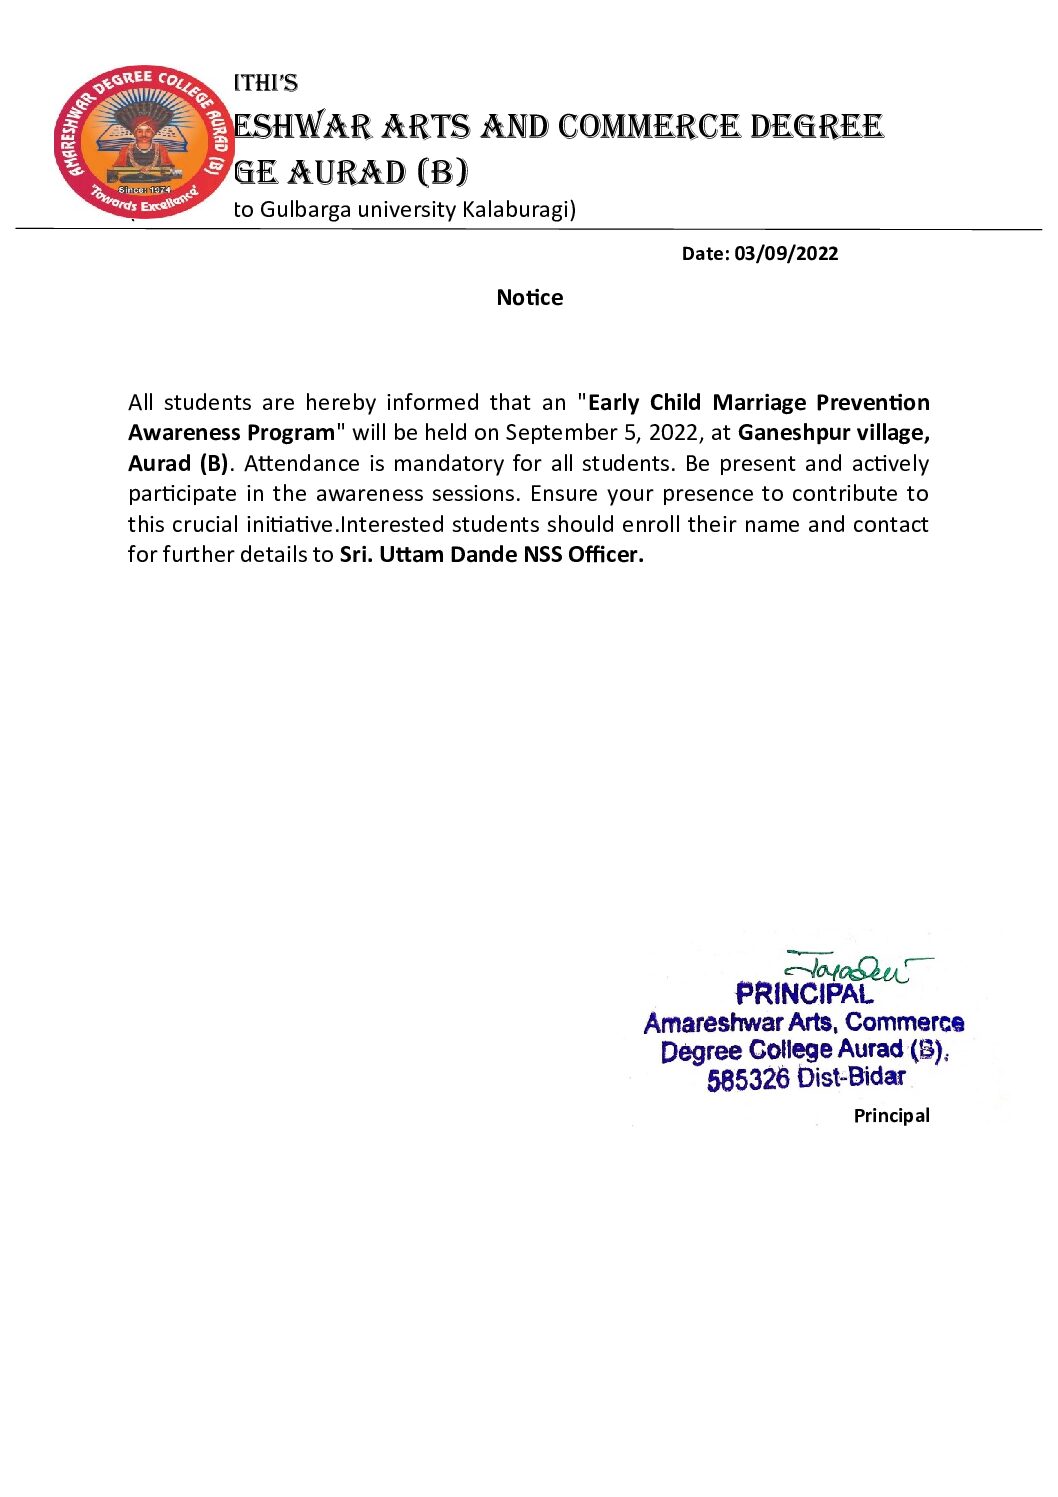 AMARESHWAR DEGREE COLLEGE AURAD (B)
Since 1974
'Towards Excellence'
ITHI'S
ESHWAR ARTS AND COMMERCE DEGREE
GE AURAD (B)
to Gulbarga university Kalaburagi)
Date: 03/09/2022
Notice
All students are hereby informed that an "Early Child Marriage Prevention
Awareness Program" will be held on September 5, 2022, at Ganeshpur village,
Aurad (B). Attendance is mandatory for all students. Be present and actively
participate in the awareness sessions. Ensure your presence to contribute to
this crucial initiative.Interested students should enroll their name and contact
for further details to Sri. Uttam Dande NSS Officer.
PRINCIPAL
Amareshwar Arts, Commerce
Degree College Aurad (B),
585326 Dist-Bidar
Principal